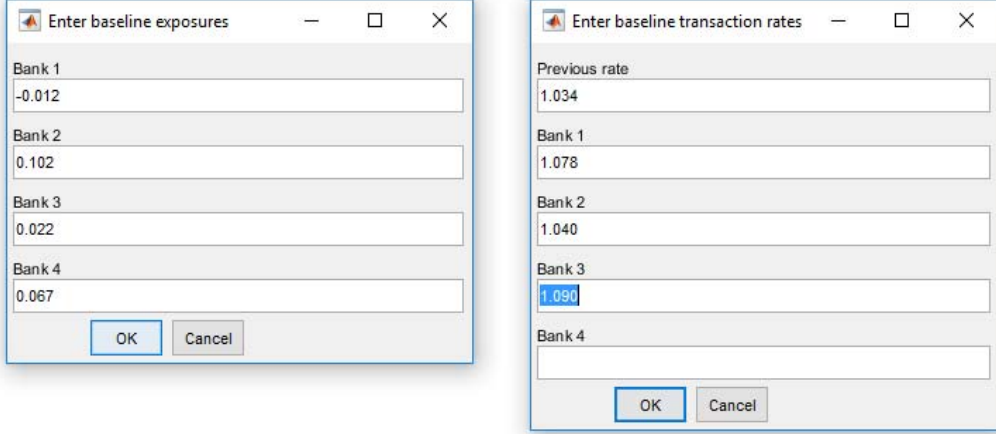 Enter baseline exposures
Bank 1
-0.012
Bank 2
0.102
Bank 3
0.022
Bank 4
0.067
OK Cancel
Enter baseline transaction rates
Previous rate
1.034
Bank 1
1.078
Bank 2
1.040
Bank 3
1.090
Bank 4
OK Cancel